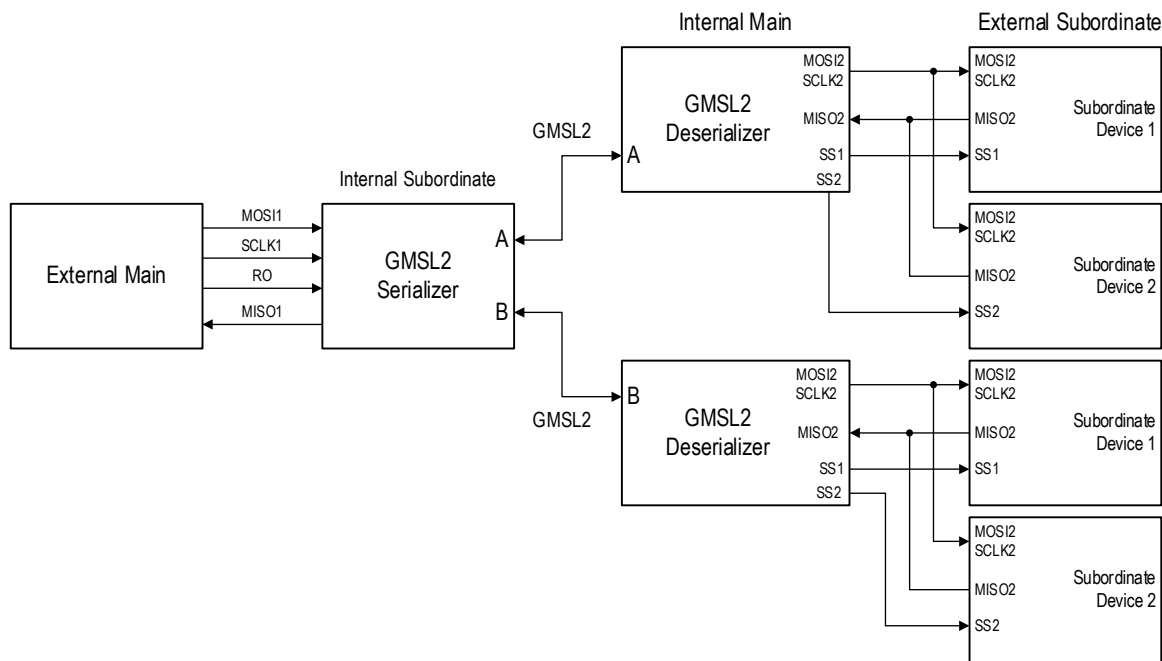 Internal Main
External Subordinate
MOSI2
SCLK2
GMSL2
Deserializer
MISO2
SS1
SS2
A
MOSI2
SCLK2
Subordinate
Device 1
MISO2
SS1
GMSL2
Internal Subordinate
External Main
MOSI1
SCLK1
RO
MISO1
GMSL2
Serializer
A
B
MOSI2
SCLK2
Subordinate
Device 2
MISO2
SS2
GMSL2
B
MOSI2
SCLK2
GMSL2
Deserializer
MISO2
SS1
SS2
MOSI2
SCLK2
Subordinate
Device 1
MISO2
SS1
MOSI2
SCLK2
Subordinate
Device 2
MISO2
SS2